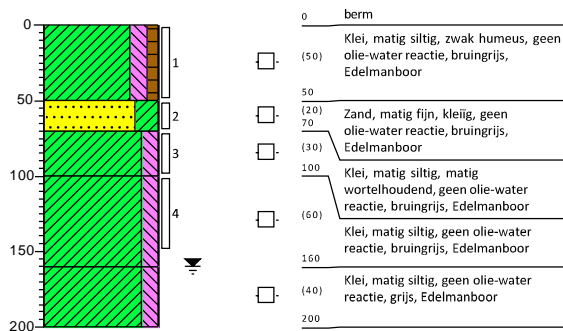 0
50
100
150
200
1
2
3
4
0
berm
(50)
Klei, matig siltig, zwak humeus, geen
olie-water reactie, bruingrijs,
Edelmanboor
50
(20)
70
Zand, matig fijn, kleiïg, geen
olie-water reactie, bruingrijs,
Edelmanboor
(30)
100
Klei, matig siltig, matig
wortelhoudend, geen olie-water
reactie, bruingrijs, Edelmanboor
(60)
Klei, matig siltig, geen olie-water
reactie, bruingrijs, Edelmanboor
160
(40)
Klei, matig siltig, geen olie-water
reactie, grijs, Edelmanboor
200